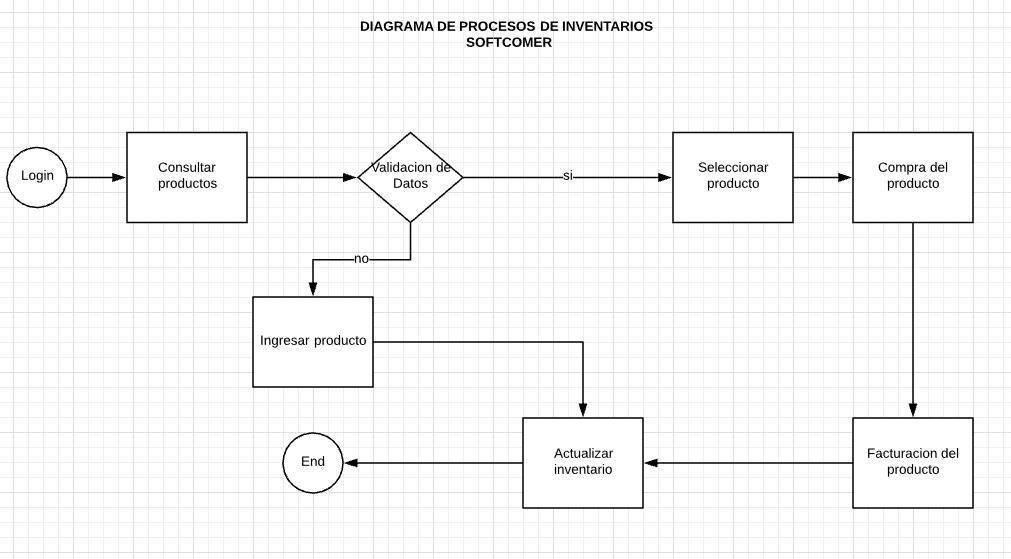 DIAGRAMA DE PROCESOS DE INVENTARIOS
SOFTCOMER
Login
Consultar
productos
Validacion de
Datos
si
Seleccionar
producto
Compra del
producto
no
Ingresar producto
End
Actualizar
inventario
Facturacion del
producto